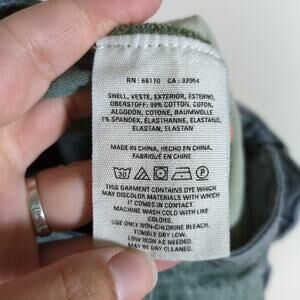 RN : 66170 CA : 32054
SHELL, VESTE, EXTERIOR, ESTERNO,
OBERSTOFF: 99% COTTON, COTON,
ALGODÓN, COTONE, BAUMWOLLE
1% SPANDEX, ÉLASTHANNE, ELASTANO,
ELASTAN, ELASTAN
MADE IN CHINA, HECHO EN CHINA,
FABRIQUÉ EN CHINE
30
THIS GARMENT CONTAINS DYE WHICH
MAY DISCOLOR MATERIALS WITH WHICH
IT COMES IN CONTACT.
MACHINE WASH COLD WITH LIKE
COLORS.
USE ONLY NON-CHLORINE BLEACH.
TUMBLE DRY LOW.
LOW IRON AS NEEDED.
MAY BE DRY CLEANED.